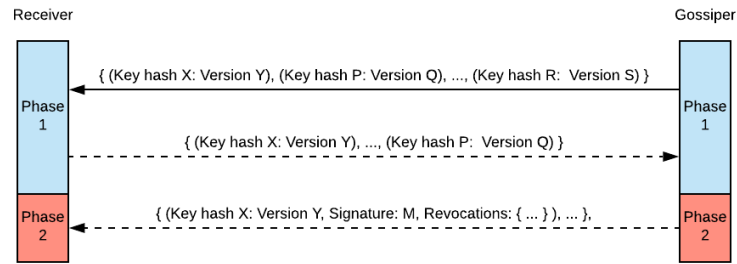 Receiver
Gossiper
{ (Key hash X: Version Y), (Key hash P: Version Q), ..., (Key hash R:  Version S) }
Phase
1
Phase
1
{ (Key hash X: Version Y), ..., (Key hash P:  Version Q) }
{ (Key hash X: Version Y, Signature: M, Revocations: { ... } ), ... },
Phase
2
Phase
2